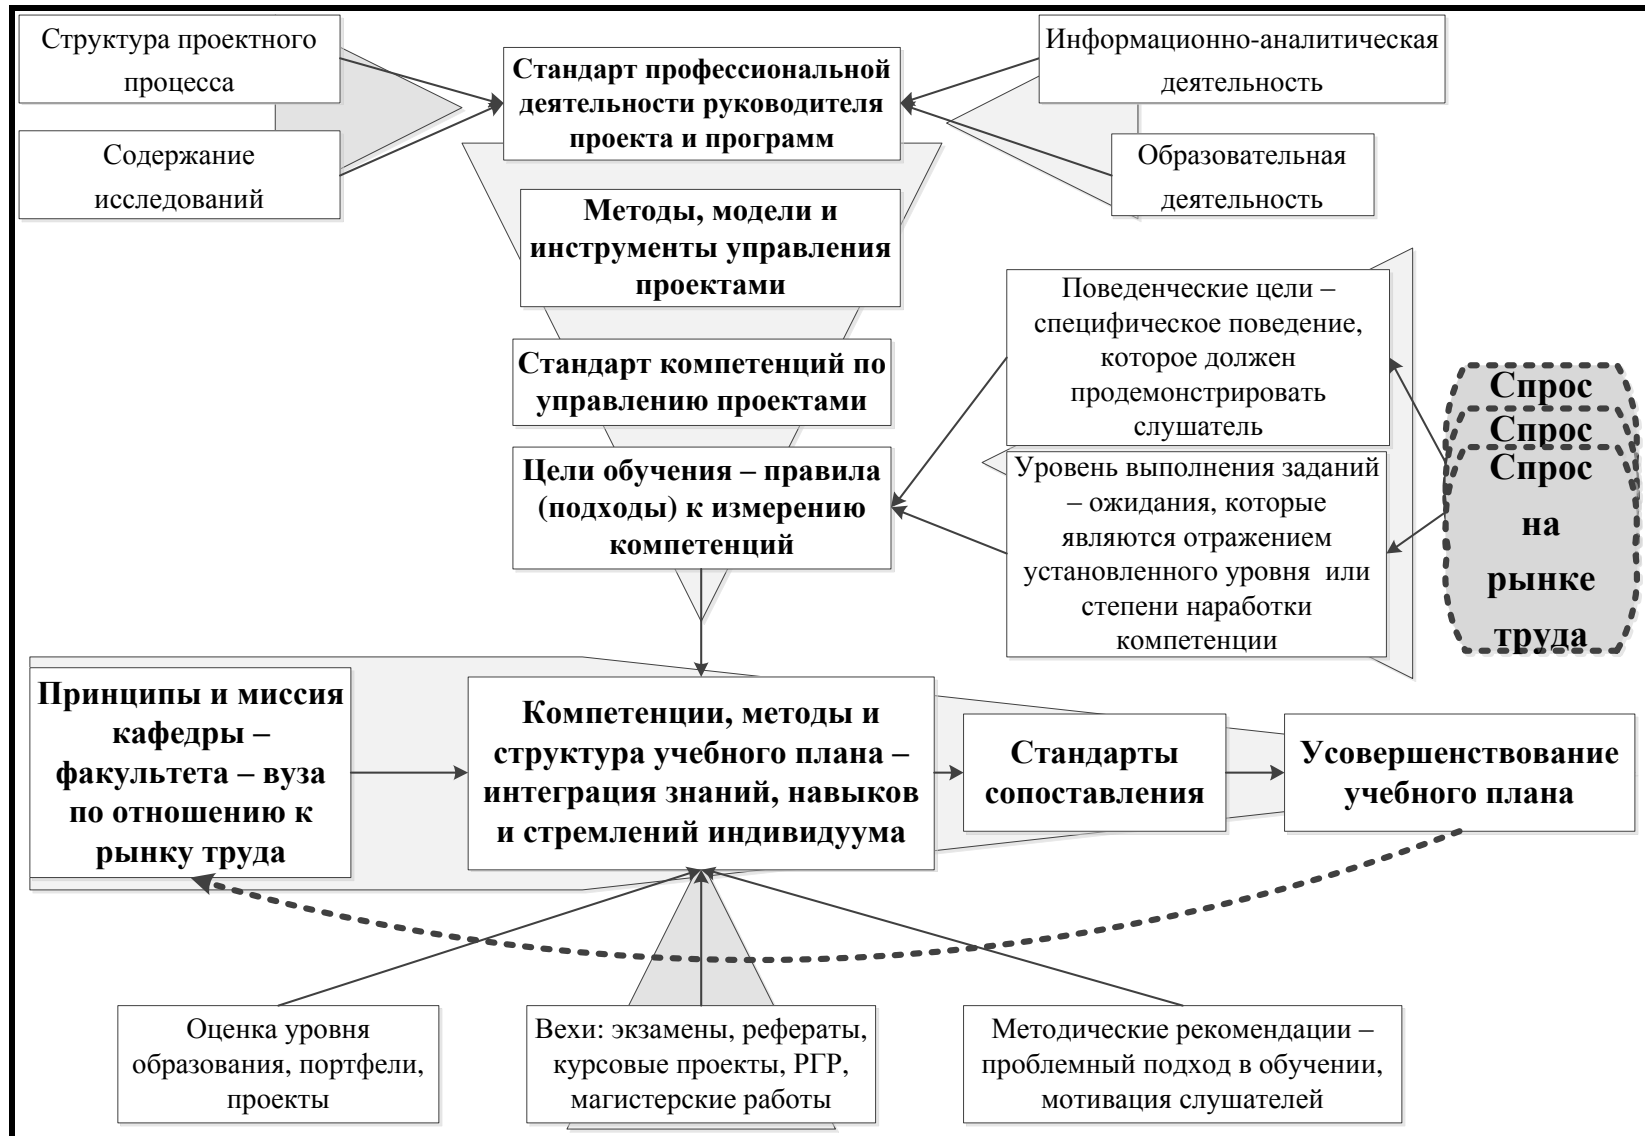 Структура проектного
процесса
Содержание
исследований
Стандарт профессиональной
деятельности руководителя
проекта и программ
Информационно-аналитическая
деятельность
Образовательная
деятельность
Методы, модели и
инструменты управления
проектами
Стандарт компетенций по
управлению проектами
Цели обучения – правила
(подходы) к измерению
компетенций
Поведенческие цели –
специфическое поведение,
которое должен
продемонстрировать
слушатель
Уровень выполнения заданий
– ожидания, которые
являются отражением
установленного уровня или
степени наработки
компетенции
Спрос
Спрос
Спрос
на
рынке
труда
Принципы и миссия
кафедры –
факультета – вуза
по отношению к
рынку труда
Компетенции, методы и
структура учебного плана –
интеграция знаний, навыков
и стремлений индивидуума
Стандарты
сопоставления
Усовершенствование
учебного плана
Оценка уровня
образования, портфели,
проекты
Вехи: экзамены, рефераты,
курсовые проекты, РГР,
магистерские работы
Методические рекомендации –
проблемный подход в обучении,
мотивация слушателей